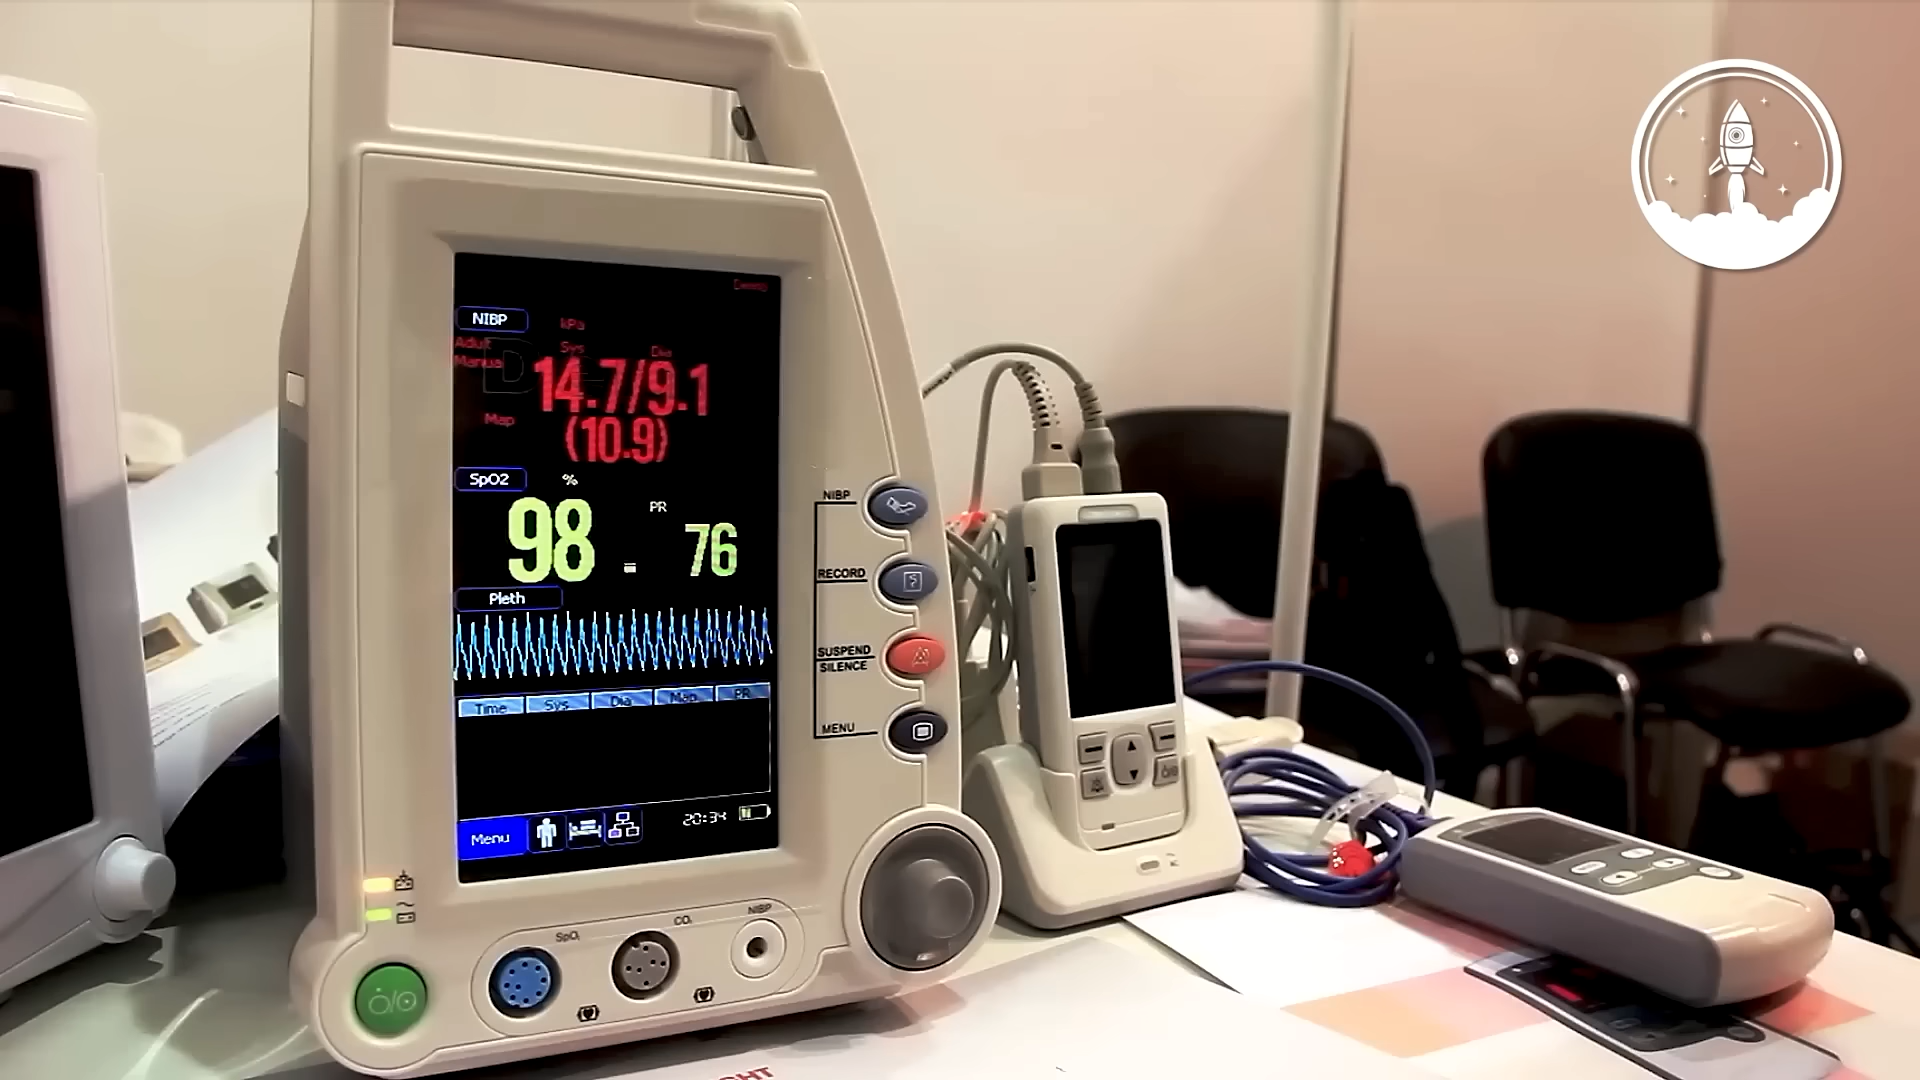 Demo
NIBP
kPa
Adult
Sys
Dia
Manual
14.7/9.1
Map
(10.9)
SpO2
%
PR
98
76
Pleth
Time Sys Dia Map PR
Menu
20:34
NIBP
RECORD
SUSPEND
SILENCE
MENU
SpO₂
CO₂
NIBP